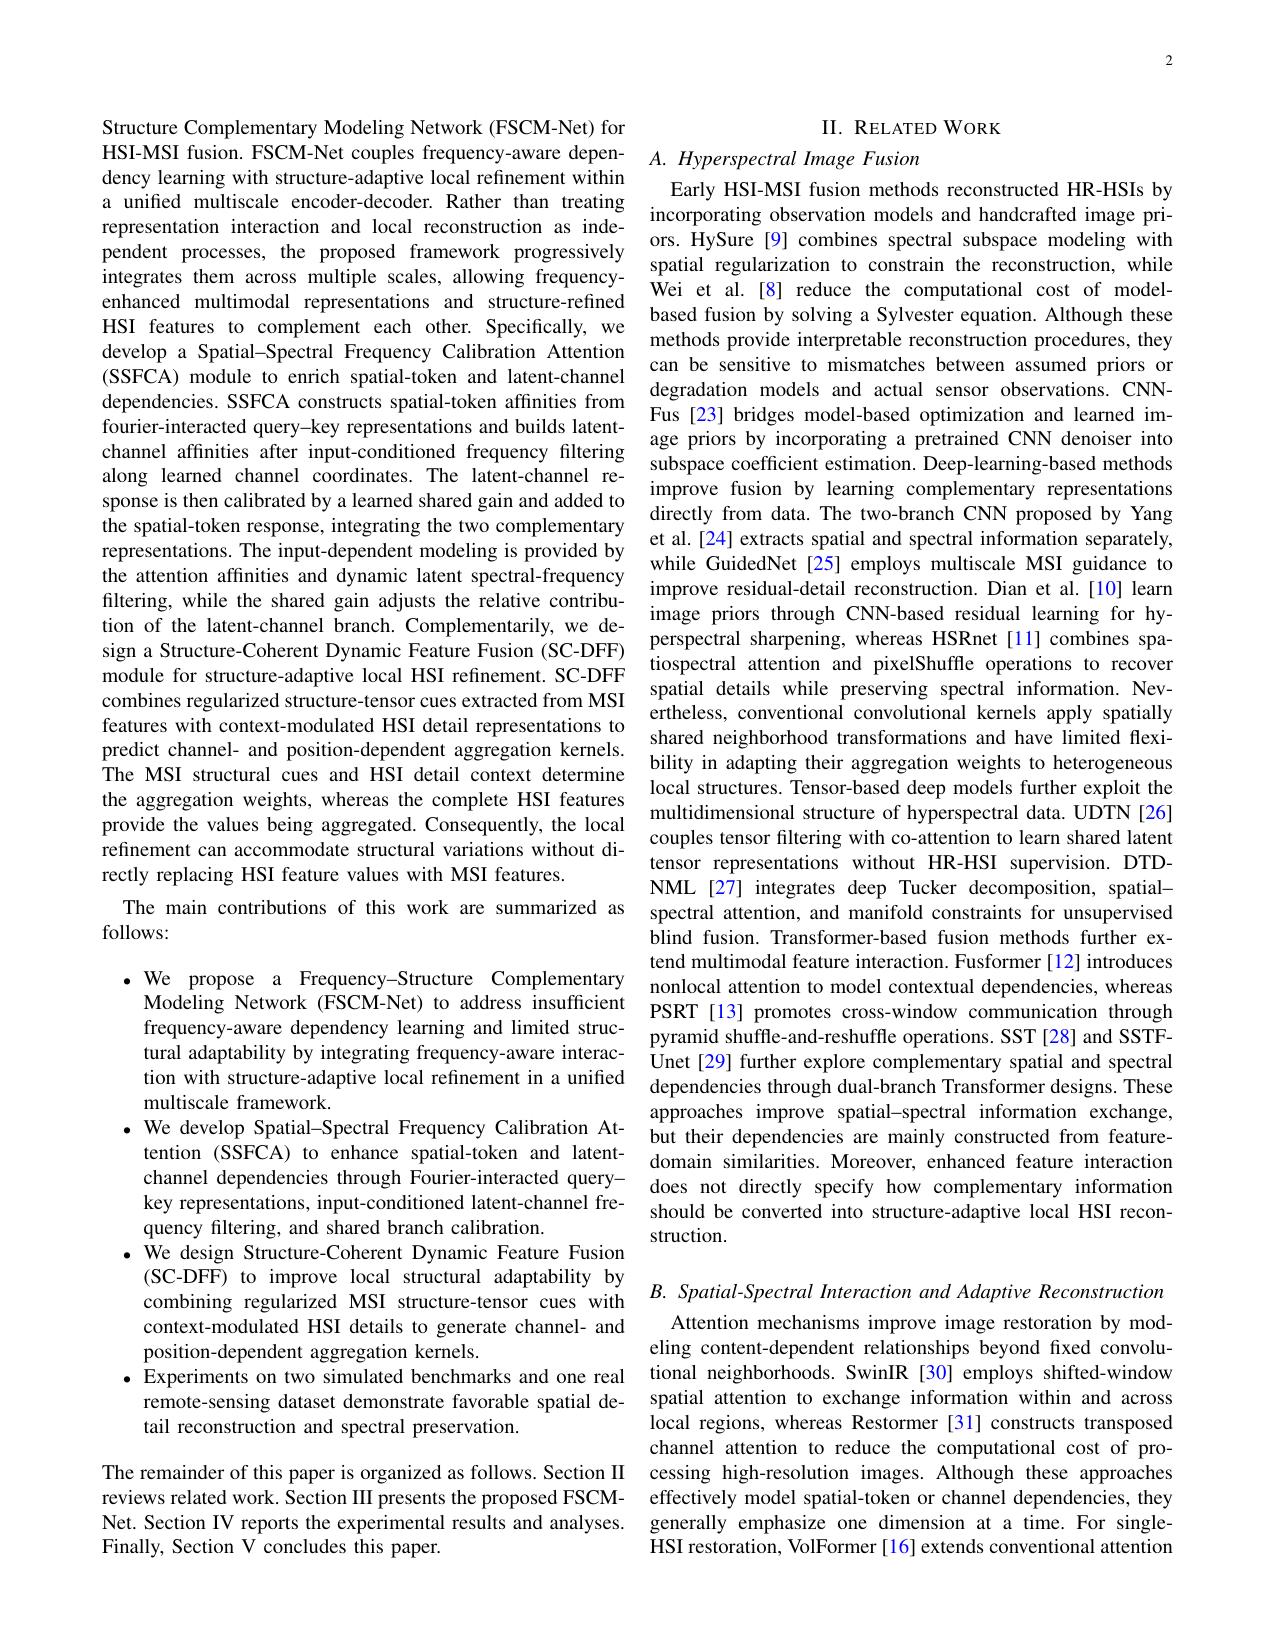 2
Structure Complementary Modeling Network (FSCM-Net) for
HSI-MSI fusion. FSCM-Net couples frequency-aware depen-
dency learning with structure-adaptive local refinement within
a unified multiscale encoder-decoder. Rather than treating
representation interaction and local reconstruction as inde-
pendent processes, the proposed framework progressively
integrates them across multiple scales, allowing frequency-
enhanced multimodal representations and structure-refined
HSI features to complement each other. Specifically, we
develop a Spatial–Spectral Frequency Calibration Attention
(SSFCA) module to enrich spatial-token and latent-channel
dependencies. SSFCA constructs spatial-token affinities from
fourier-interacted query–key representations and builds latent-
channel affinities after input-conditioned frequency filtering
along learned channel coordinates. The latent-channel re-
sponse is then calibrated by a learned shared gain and added to
the spatial-token response, integrating the two complementary
representations. The input-dependent modeling is provided by
the attention affinities and dynamic latent spectral-frequency
filtering, while the shared gain adjusts the relative contribu-
tion of the latent-channel branch. Complementarily, we de-
sign a Structure-Coherent Dynamic Feature Fusion (SC-DFF)
module for structure-adaptive local HSI refinement. SC-DFF
combines regularized structure-tensor cues extracted from MSI
features with context-modulated HSI detail representations to
predict channel- and position-dependent aggregation kernels.
The MSI structural cues and HSI detail context determine
the aggregation weights, whereas the complete HSI features
provide the values being aggregated. Consequently, the local
refinement can accommodate structural variations without di-
rectly replacing HSI feature values with MSI features.
The main contributions of this work are summarized as
follows:
• We propose a Frequency–Structure Complementary
Modeling Network (FSCM-Net) to address insufficient
frequency-aware dependency learning and limited struc-
tural adaptability by integrating frequency-aware interac-
tion with structure-adaptive local refinement in a unified
multiscale framework.
• We develop Spatial–Spectral Frequency Calibration At-
tention (SSFCA) to enhance spatial-token and latent-
channel dependencies through Fourier-interacted query–
key representations, input-conditioned latent-channel fre-
quency filtering, and shared branch calibration.
• We design Structure-Coherent Dynamic Feature Fusion
(SC-DFF) to improve local structural adaptability by
combining regularized MSI structure-tensor cues with
context-modulated HSI details to generate channel- and
position-dependent aggregation kernels.
• Experiments on two simulated benchmarks and one real
remote-sensing dataset demonstrate favorable spatial de-
tail reconstruction and spectral preservation.
The remainder of this paper is organized as follows. Section II
reviews related work. Section III presents the proposed FSCM-
Net. Section IV reports the experimental results and analyses.
Finally, Section V concludes this paper.
II. RELATED WORK
A. Hyperspectral Image Fusion
Early HSI-MSI fusion methods reconstructed HR-HSIs by
incorporating observation models and handcrafted image pri-
ors. HySure [9] combines spectral subspace modeling with
spatial regularization to constrain the reconstruction, while
Wei et al. [8] reduce the computational cost of model-
based fusion by solving a Sylvester equation. Although these
methods provide interpretable reconstruction procedures, they
can be sensitive to mismatches between assumed priors or
degradation models and actual sensor observations. CNN-
Fus [23] bridges model-based optimization and learned im-
age priors by incorporating a pretrained CNN denoiser into
subspace coefficient estimation. Deep-learning-based methods
improve fusion by learning complementary representations
directly from data. The two-branch CNN proposed by Yang
et al. [24] extracts spatial and spectral information separately,
while GuidedNet [25] employs multiscale MSI guidance to
improve residual-detail reconstruction. Dian et al. [10] learn
image priors through CNN-based residual learning for hy-
perspectral sharpening, whereas HSRnet [11] combines spa-
tiospectral attention and pixelShuffle operations to recover
spatial details while preserving spectral information. Nev-
ertheless, conventional convolutional kernels apply spatially
shared neighborhood transformations and have limited flexi-
bility in adapting their aggregation weights to heterogeneous
local structures. Tensor-based deep models further exploit the
multidimensional structure of hyperspectral data. UDTN [26]
couples tensor filtering with co-attention to learn shared latent
tensor representations without HR-HSI supervision. DTD-
NML [27] integrates deep Tucker decomposition, spatial–
spectral attention, and manifold constraints for unsupervised
blind fusion. Transformer-based fusion methods further ex-
tend multimodal feature interaction. Fusformer [12] introduces
nonlocal attention to model contextual dependencies, whereas
PSRT [13] promotes cross-window communication through
pyramid shuffle-and-reshuffle operations. SST [28] and SSTF-
Unet [29] further explore complementary spatial and spectral
dependencies through dual-branch Transformer designs. These
approaches improve spatial–spectral information exchange,
but their dependencies are mainly constructed from feature-
domain similarities. Moreover, enhanced feature interaction
does not directly specify how complementary information
should be converted into structure-adaptive local HSI recon-
struction.
B. Spatial-Spectral Interaction and Adaptive Reconstruction
Attention mechanisms improve image restoration by mod-
eling content-dependent relationships beyond fixed convolu-
tional neighborhoods. SwinIR [30] employs shifted-window
spatial attention to exchange information within and across
local regions, whereas Restormer [31] constructs transposed
channel attention to reduce the computational cost of pro-
cessing high-resolution images. Although these approaches
effectively model spatial-token or channel dependencies, they
generally emphasize one dimension at a time. For single-
HSI restoration, VolFormer [16] extends conventional attention